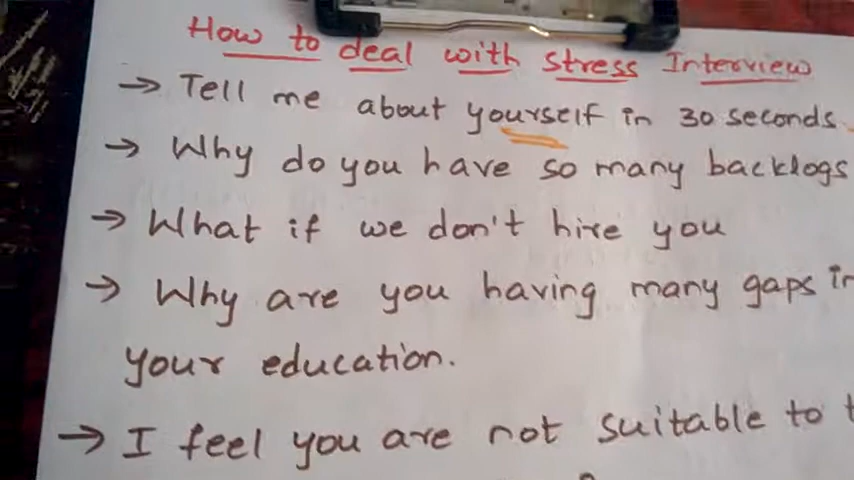 How to deal with stress Interview
→ Tell me about yourself in 30 seconds.
→ Why do you have so many backlogs
→ What if we don't hire you
→ Why are you having many gaps in
your education.
→ I feel you are not suitable to